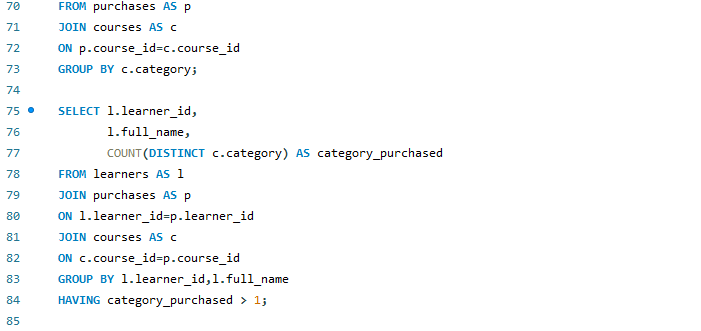 70 FROM purchases AS p
71 JOIN courses AS c
72 ON p.course_id=c.course_id
73 GROUP BY c.category;
74
75 SELECT l.learner_id,
76 l.full_name,
77 COUNT(DISTINCT c.category) AS category_purchased
78 FROM learners AS l
79 JOIN purchases AS p
80 ON l.learner_id=p.learner_id
81 JOIN courses AS c
82 ON c.course_id=p.course_id
83 GROUP BY l.learner_id,l.full_name
84 HAVING category_purchased > 1;
85